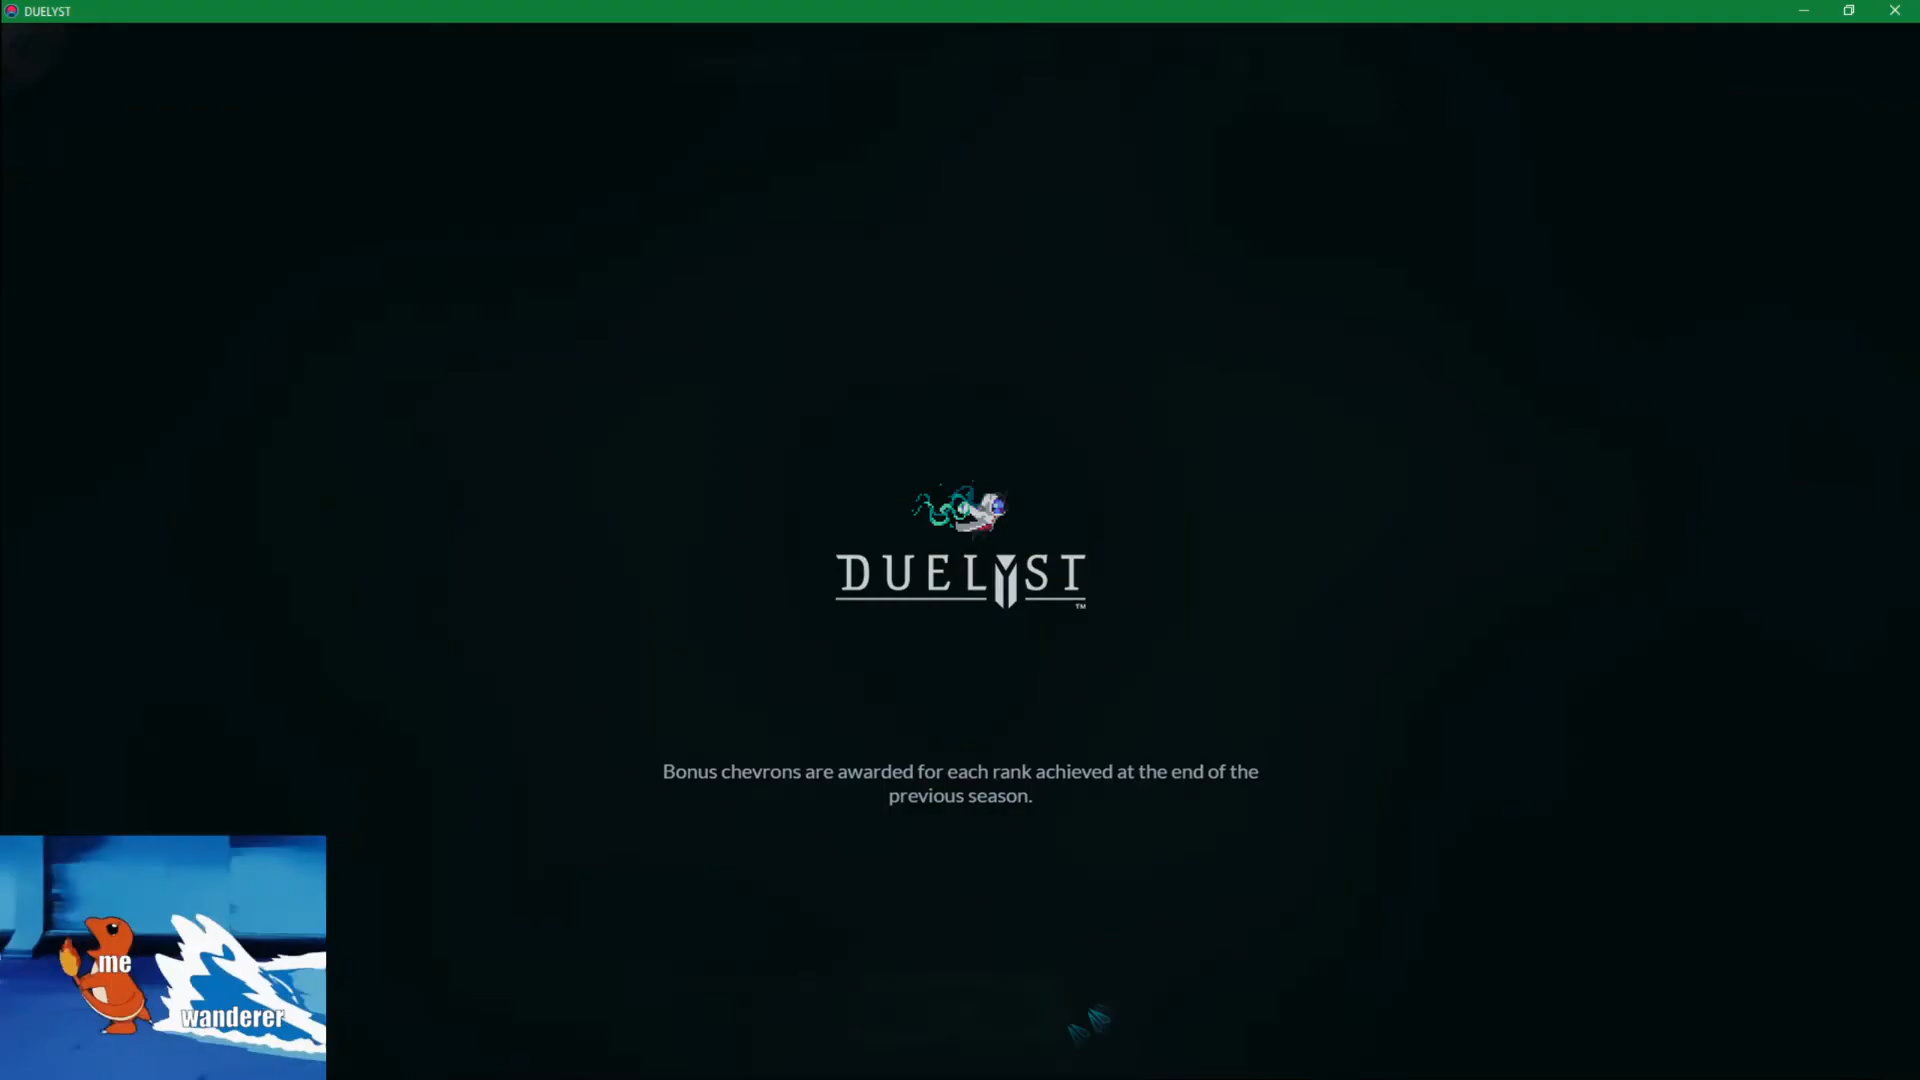 DUELYST
DUELYST
™
Bonus chevrons are awarded for each rank achieved at the end of the
previous season.
me
wanderer